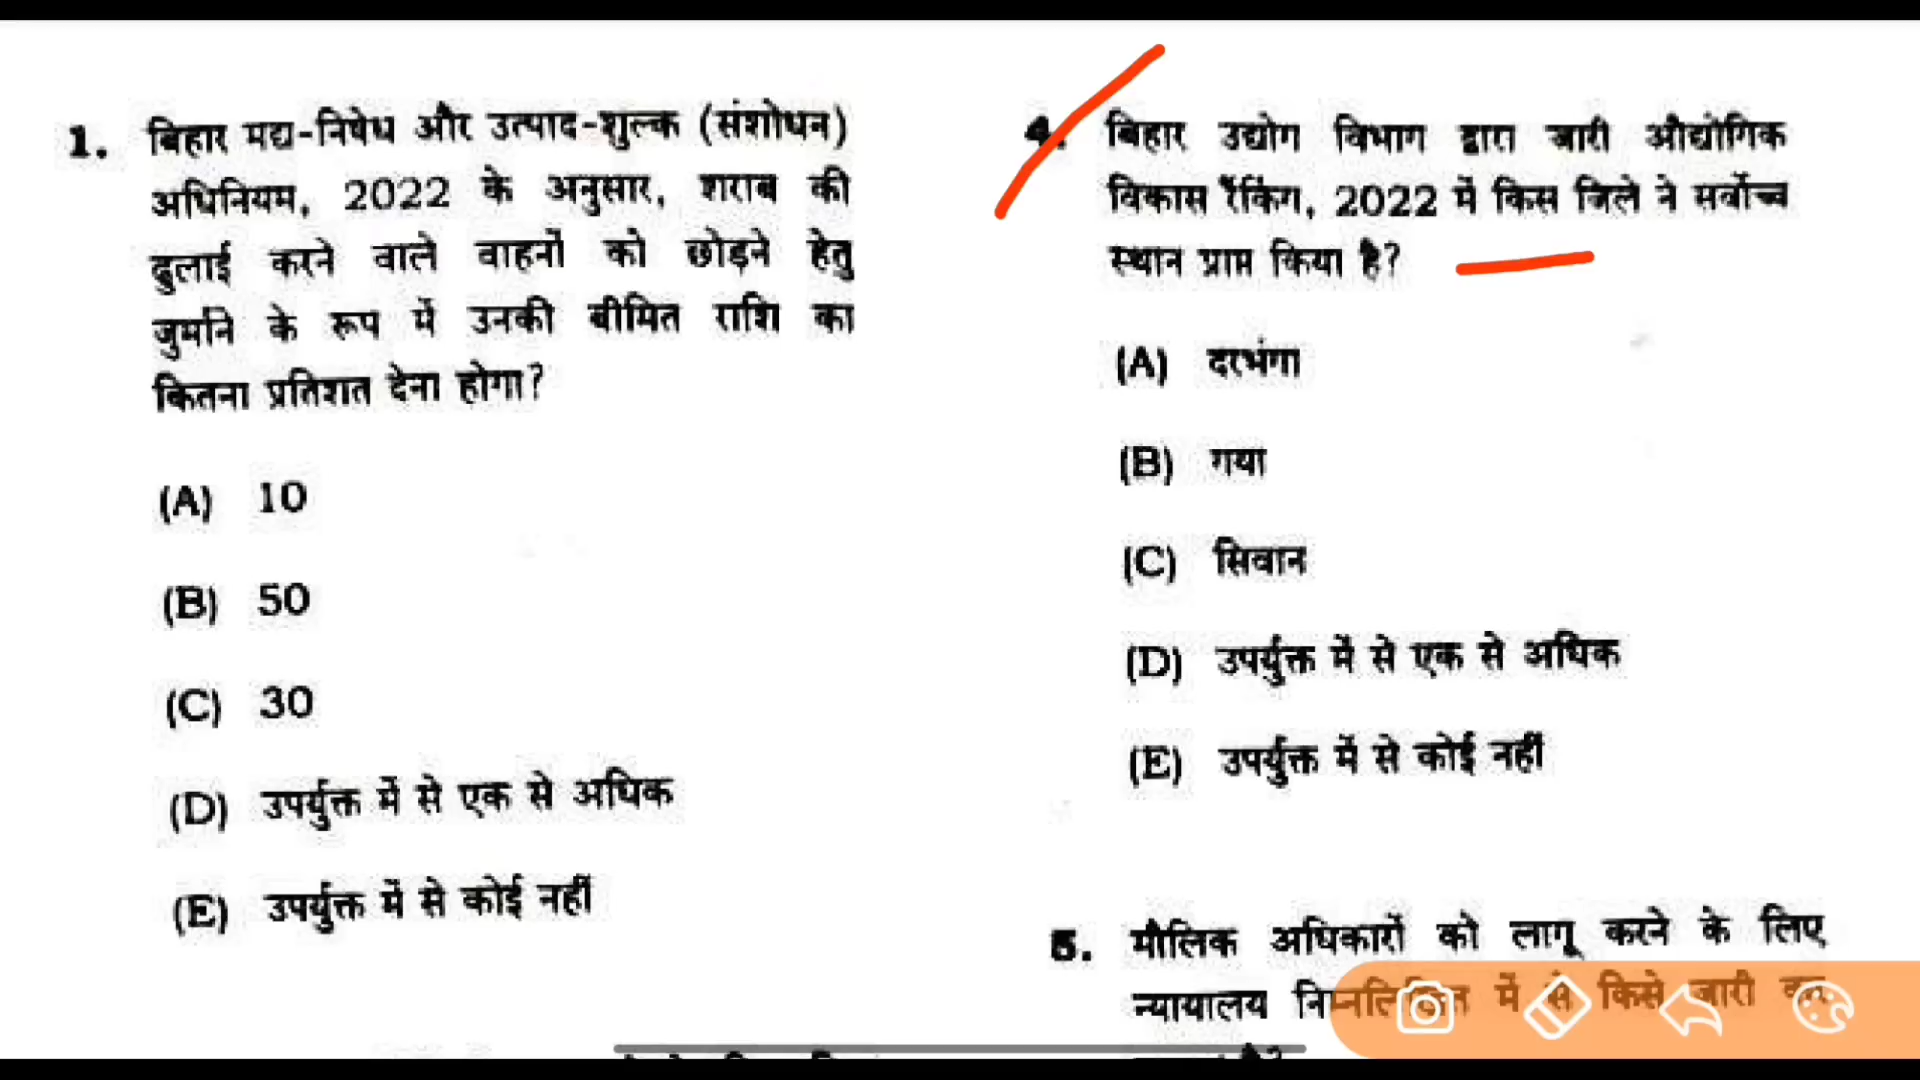 1. बिहार मद्य-निषेध और उत्पाद-शुल्क (संशोधन)
अधिनियम, 2022 के अनुसार, शराब की
ढुलाई करने वाले वाहनों को छोड़ने हेतु
जुर्माने के रूप में उनकी बीमित राशि का
कितना प्रतिशत देना होगा?
(A) 10
(B) 50
(C) 30
(D) उपर्युक्त में से एक से अधिक
(E) उपर्युक्त में से कोई नहीं
4. बिहार उद्योग विभाग द्वारा जारी औद्योगिक
विकास रैंकिंग, 2022 में किस जिले ने सर्वोच्च
स्थान प्राप्त किया है?
(A) दरभंगा
(B) गया
(C) सिवान
(D) उपर्युक्त में से एक से अधिक
(E) उपर्युक्त में से कोई नहीं
5. मौलिक अधिकारों को लागू करने के लिए
न्यायालय निम्नलिखित में से किसे जारी